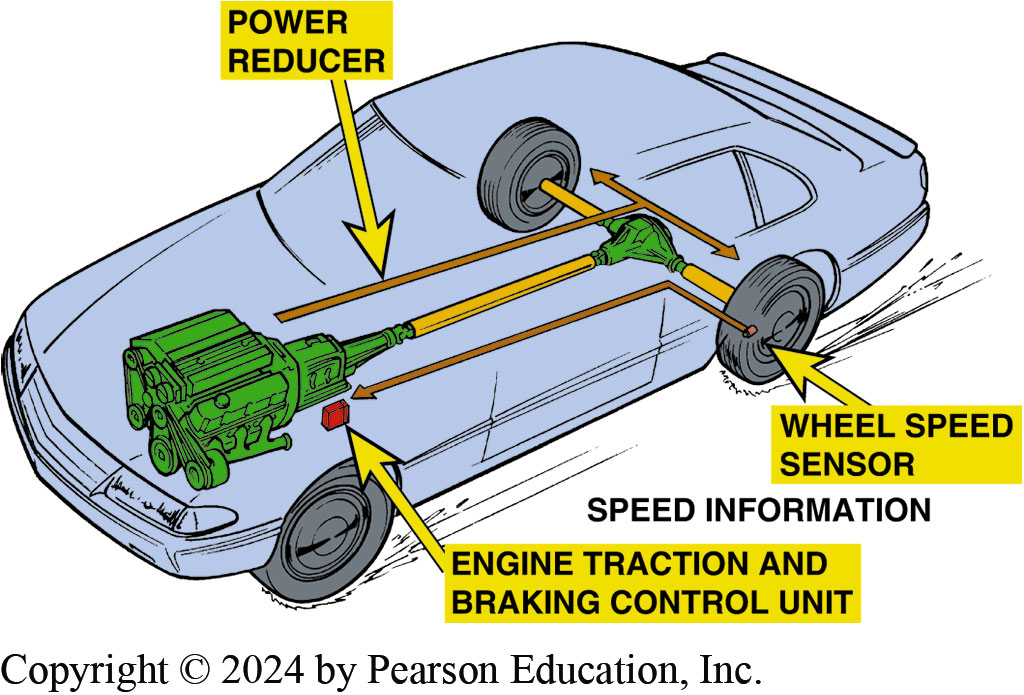 POWER
REDUCER
WHEEL SPEED
SENSOR
SPEED INFORMATION
ENGINE TRACTION AND
BRAKING CONTROL UNIT
Copyright © 2024 by Pearson Education, Inc.